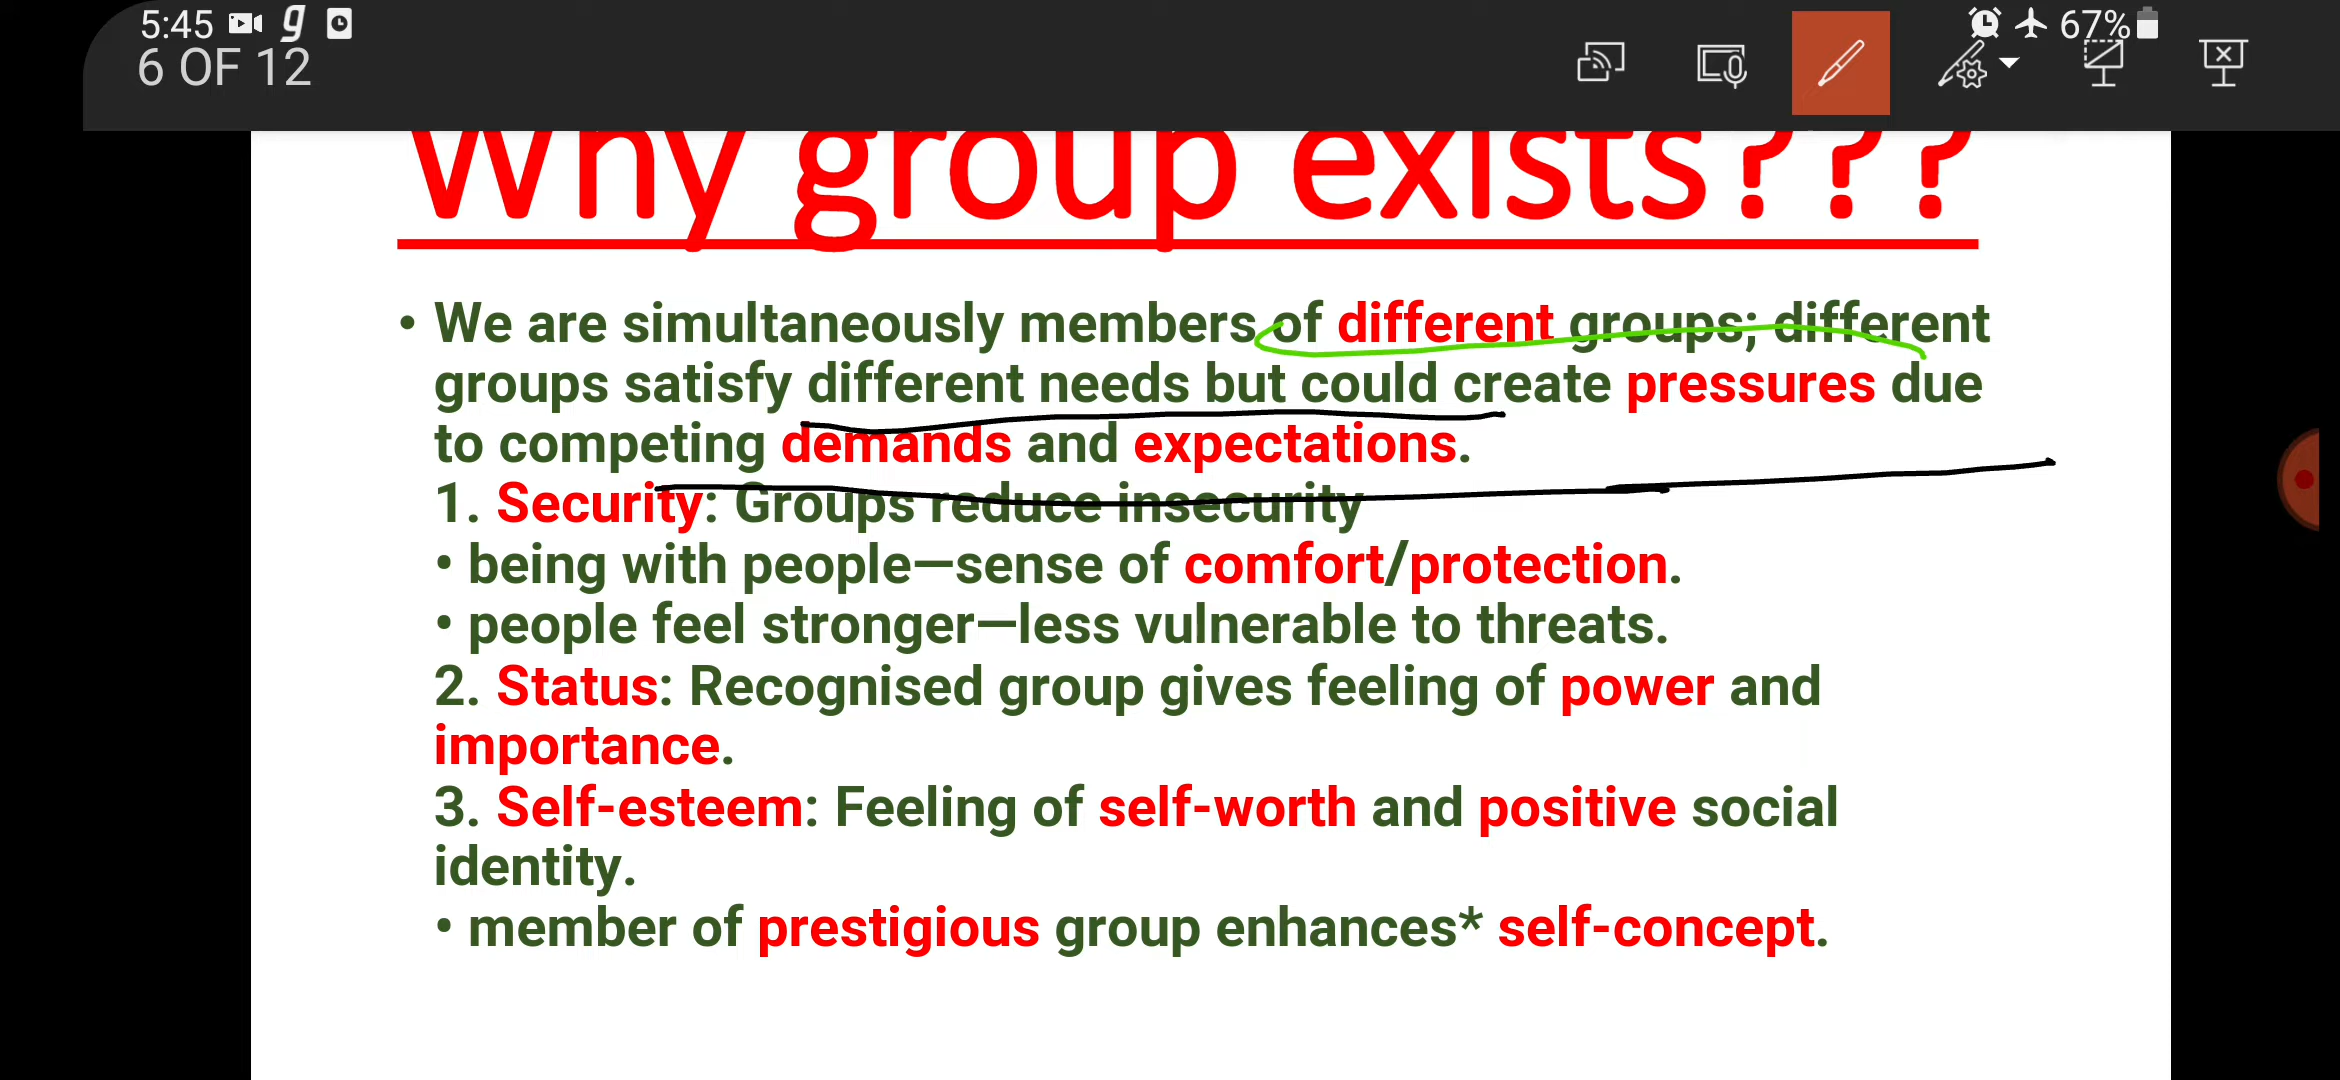 5:45 g 67%
6 OF 12
Why group exists???
• We are simultaneously members of different groups; different
groups satisfy different needs but could create pressures due
to competing demands and expectations.
1. Security: Groups reduce insecurity
• being with people—sense of comfort/protection.
• people feel stronger—less vulnerable to threats.
2. Status: Recognised group gives feeling of power and
importance.
3. Self-esteem: Feeling of self-worth and positive social
identity.
• member of prestigious group enhances* self-concept.